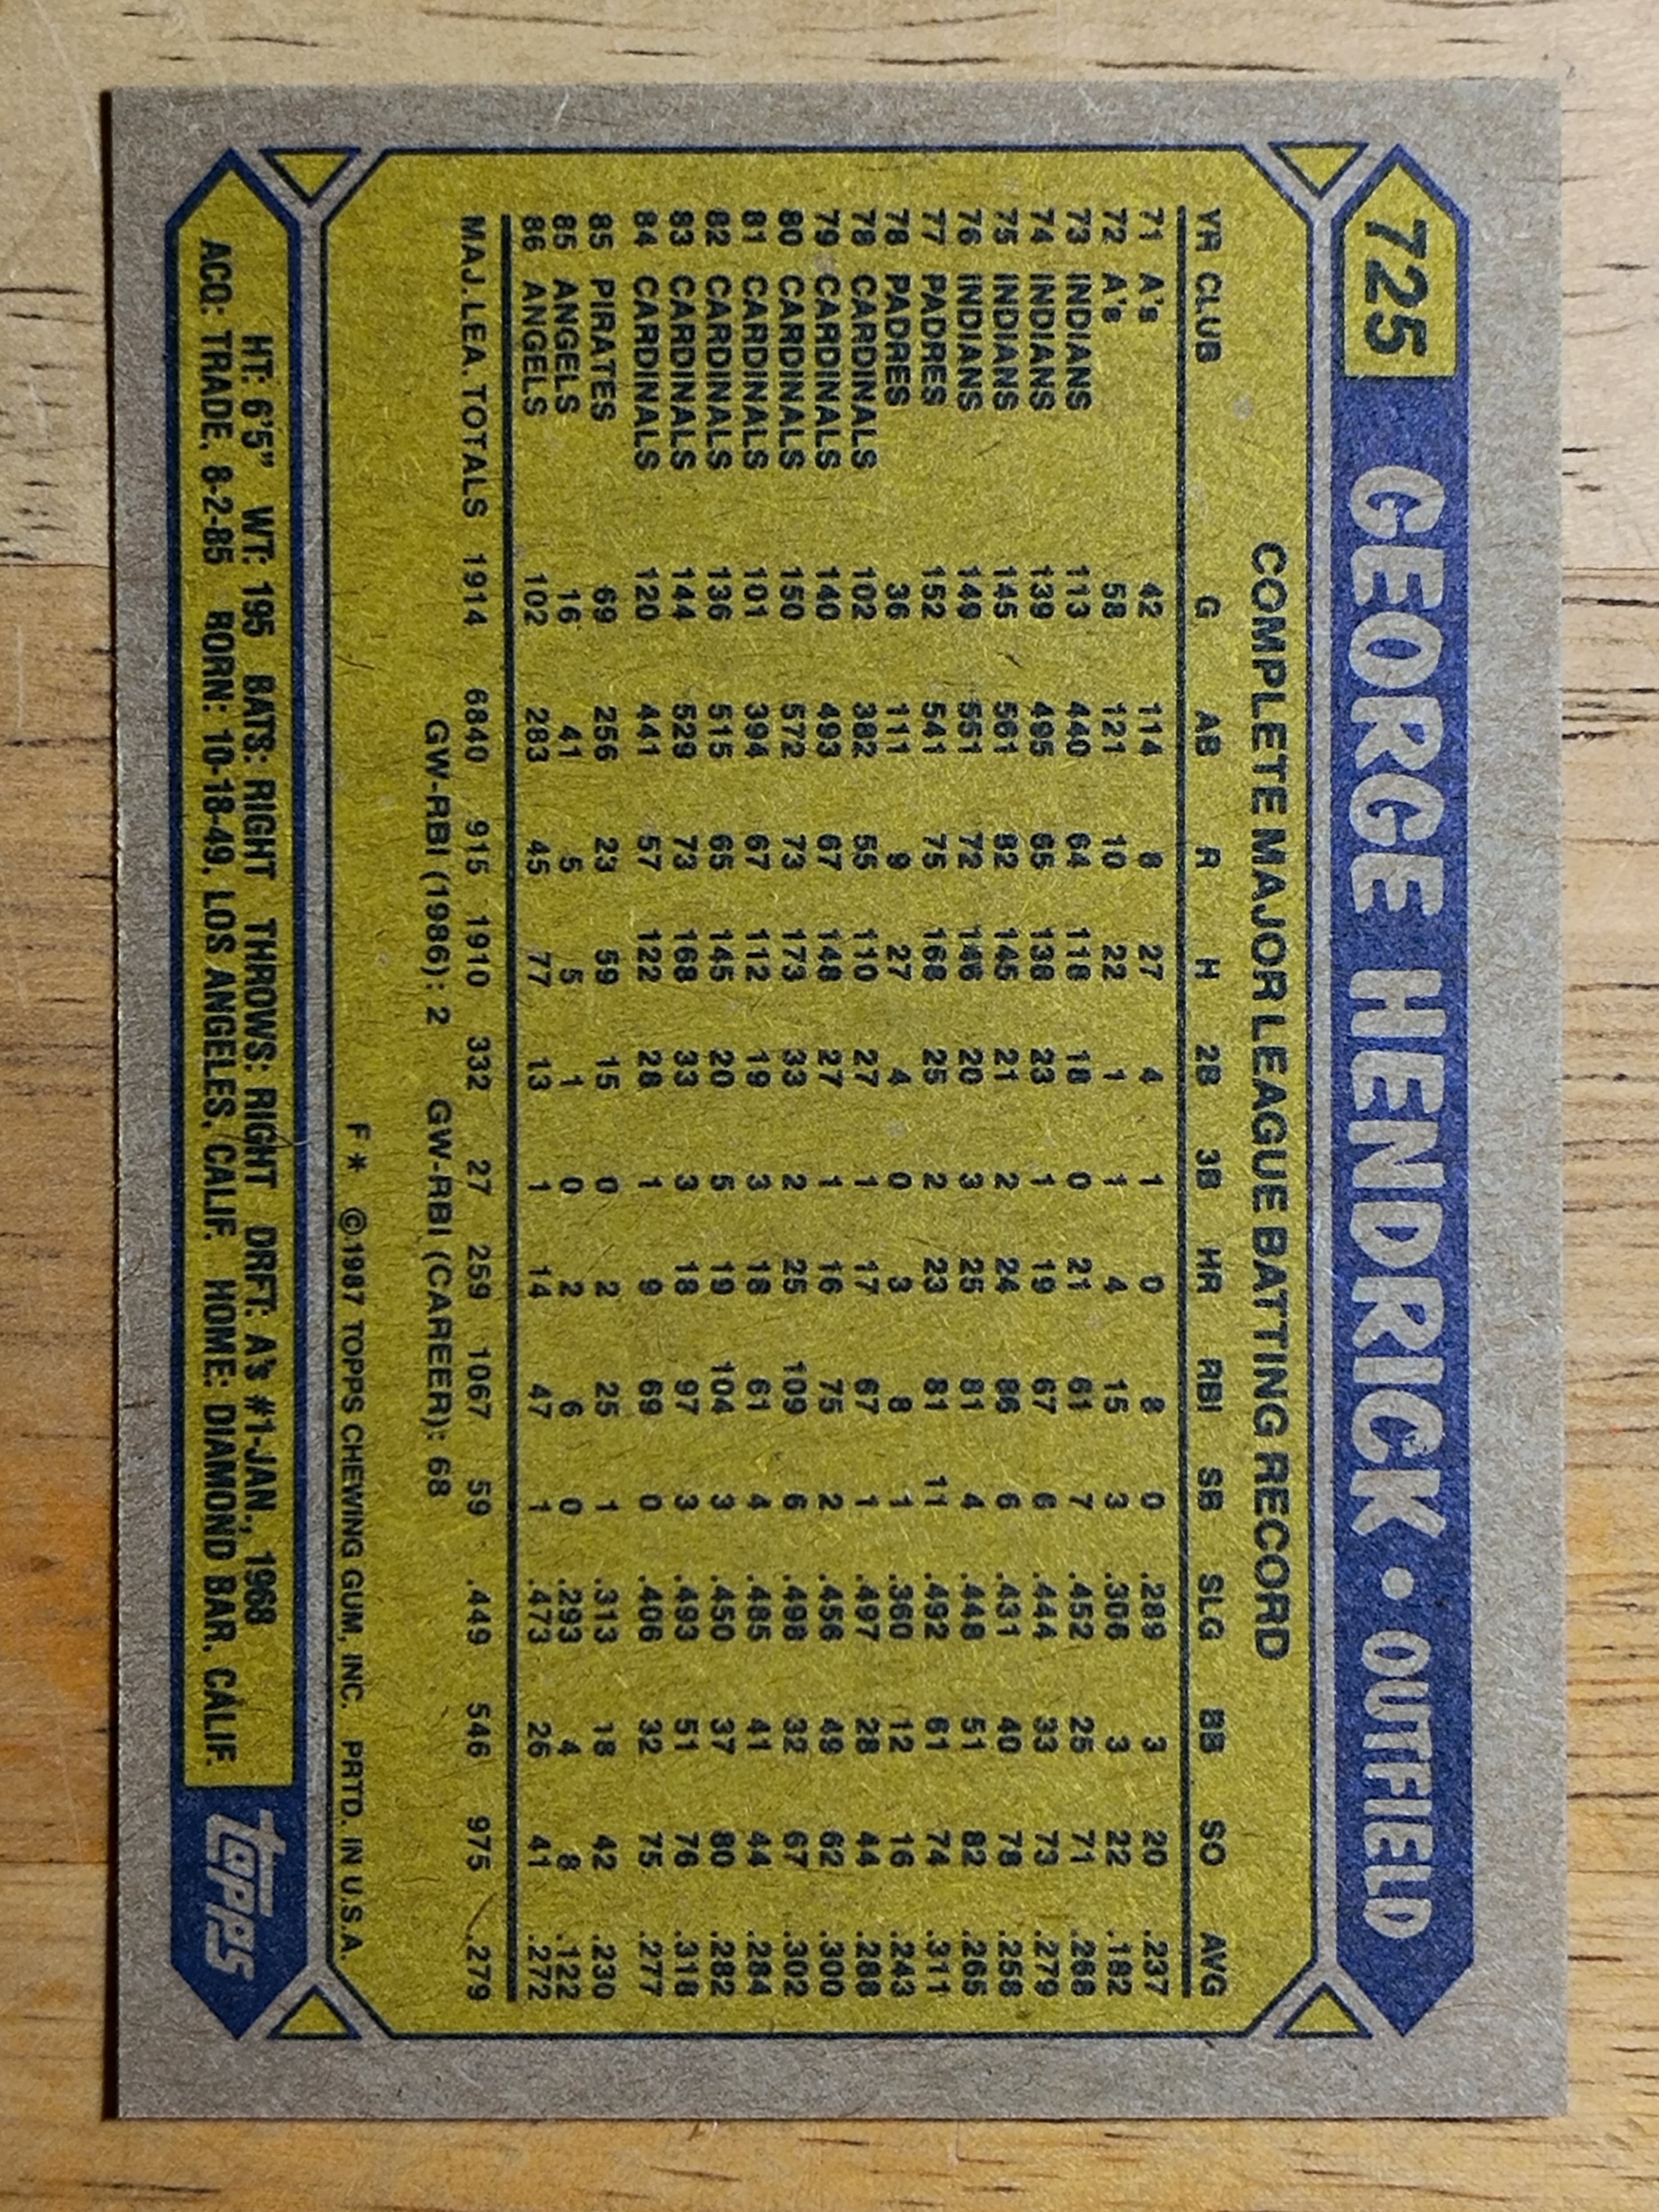 725 GEORGE HENDRICK • OUTFIELD
COMPLETE MAJOR LEAGUE BATTING RECORD
YR CLUB G AB R H 2B 3B HR RBI SB SLG BB SO AVG
71 A's 42 114 8 27 4 1 0 8 0 .289 3 20 .237
72 A's 58 121 10 22 1 1 4 15 3 .306 3 22 .182
73 INDIANS 113 440 64 118 18 0 21 61 7 .452 25 71 .268
74 INDIANS 139 495 65 138 23 1 19 67 6 .444 33 73 .279
75 INDIANS 145 561 82 145 21 2 24 86 6 .431 40 78 .258
76 INDIANS 149 551 72 146 20 3 25 81 4 .448 51 82 .265
77 PADRES 152 541 75 168 25 2 23 81 11 .492 61 74 .311
78 PADRES 36 111 9 27 4 0 3 8 1 .360 12 16 .243
78 CARDINALS 102 382 55 110 27 1 17 67 1 .497 28 44 .288
79 CARDINALS 140 493 67 148 27 1 16 75 2 .456 49 62 .300
80 CARDINALS 150 572 73 173 33 2 25 109 6 .498 32 67 .302
81 CARDINALS 101 394 67 112 19 3 18 61 4 .485 41 44 .284
82 CARDINALS 136 515 65 145 20 5 19 104 3 .450 37 80 .282
83 CARDINALS 144 529 73 168 33 3 18 97 3 .493 51 76 .318
84 CARDINALS 120 441 57 122 28 1 9 69 0 .406 32 75 .277
85 PIRATES 69 256 23 59 15 0 2 25 1 .313 18 42 .230
85 ANGELS 16 41 5 5 1 0 2 6 0 .293 4 8 .122
86 ANGELS 102 283 45 77 13 1 14 47 1 .473 26 41 .272
MAJ. LEA. TOTALS 1914 6840 915 1910 332 27 259 1067 59 .449 546 975 .279
GW-RBI (1986): 2 GW-RBI (CAREER): 68
F* ©1987 TOPPS CHEWING GUM, INC. PRTD. IN U.S.A.
HT: 6'5" WT: 195 BATS: RIGHT THROWS: RIGHT DRFT: A's #1-JAN., 1968
ACQ: TRADE, 8-2-85 BORN: 10-18-49, LOS ANGELES, CALIF. HOME: DIAMOND BAR, CALIF.
topps